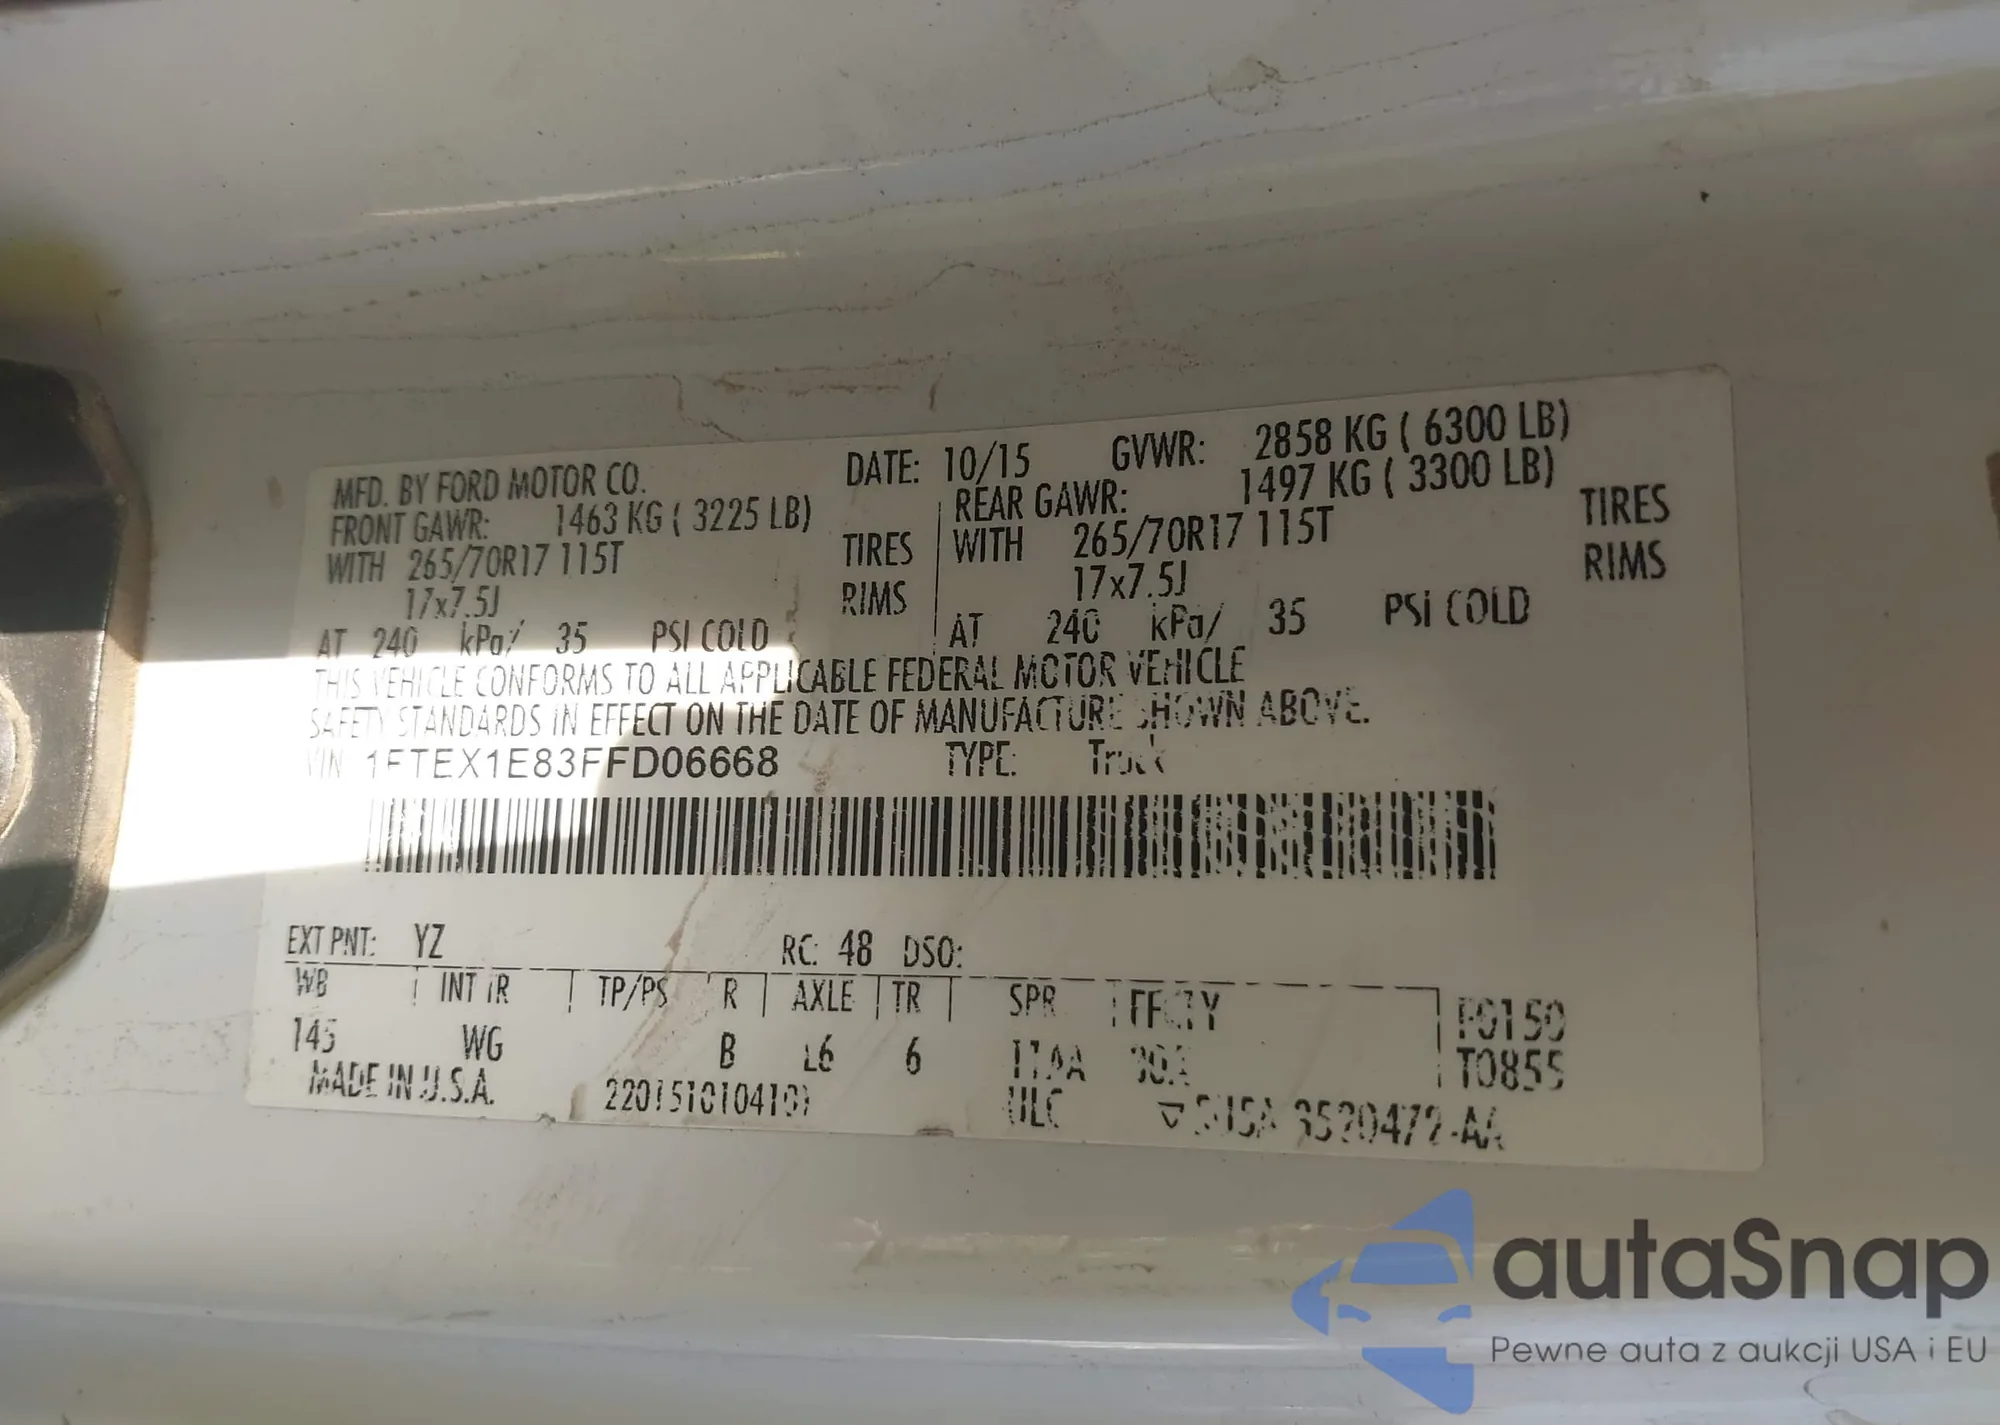 MFD. BY FORD MOTOR CO. DATE: 10/15 GVWR: 2858 KG ( 6300 LB)
FRONT GAWR: 1463 KG ( 3225 LB) REAR GAWR: 1497 KG ( 3300 LB)
WITH 265/70R17 115T TIRES WITH 265/70R17 115T TIRES
17x7.5J RIMS 17x7.5J RIMS
AT 240 kPa/ 35 PSI COLD AT 240 kPa/ 35 PSI COLD
THIS VEHICLE CONFORMS TO ALL APPLICABLE FEDERAL MOTOR VEHICLE
SAFETY STANDARDS IN EFFECT ON THE DATE OF MANUFACTURE SHOWN ABOVE.
VIN: 1FTEX1E83FFD06668 TYPE: Truck
EXT PNT: YZ RC: 48 DSO:
WB INT TR TP/PS R AXLE TR SPR F0150
145 WG B L6 6 T0855
MADE IN U.S.A. ULC
autaSnap
Pewne auta z aukcji USA i EU